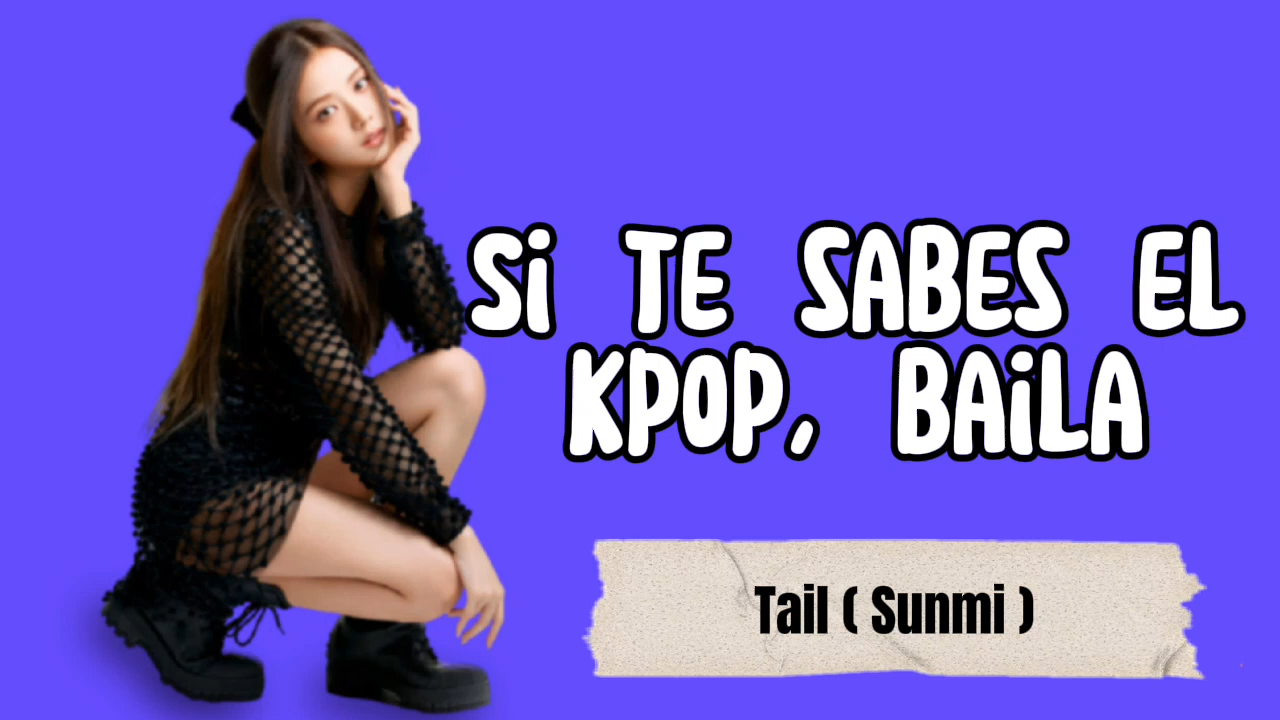 Si TE SABES EL
KPOP, BAiLA
Tail ( Sunmi )